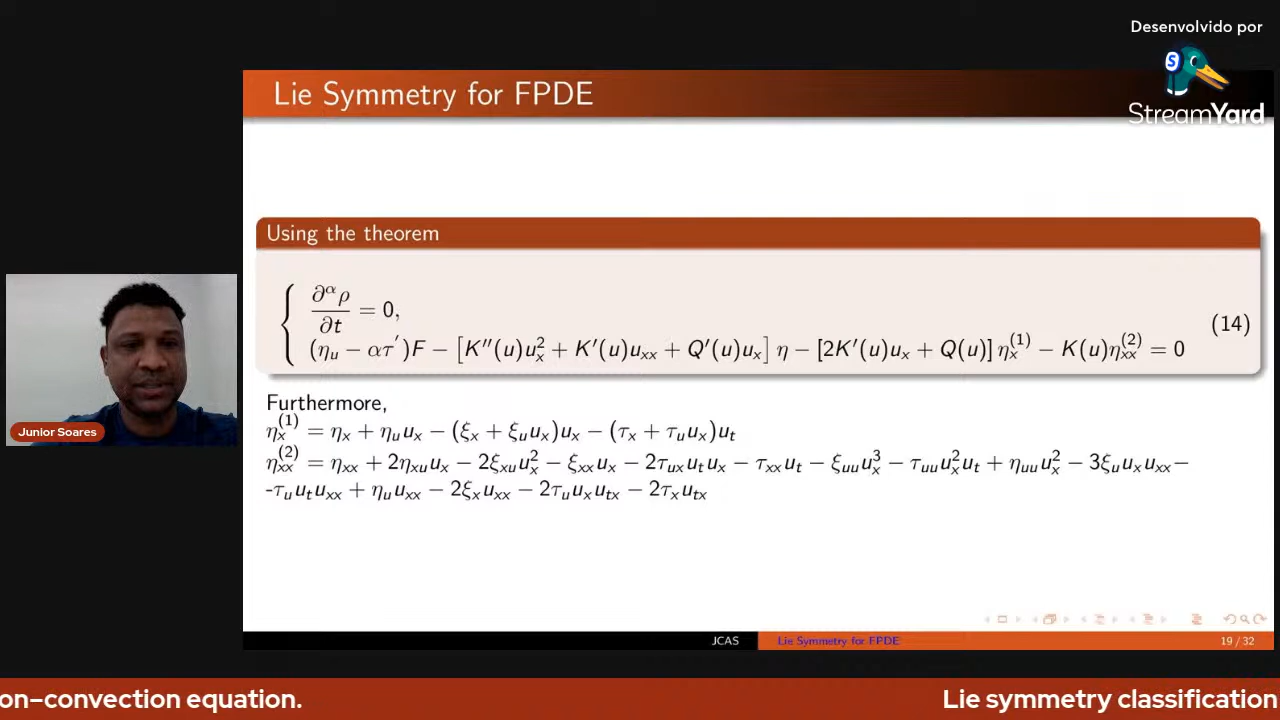 Desenvolvido por
StreamYard
Lie Symmetry for FPDE
Using the theorem
∂^α ρ / ∂t = 0,
(η_u − ατ′)F − [K′′(u)u_x^2 + K′(u)u_xx + Q′(u)u_x] η − [2K′(u)u_x + Q(u)] η_x^(1) − K(u)η_xx^(2) = 0
(14)
Furthermore,
η_x^(1) = η_x + η_u u_x − (ξ_x + ξ_u u_x)u_x − (τ_x + τ_u u_x)u_t
η_xx^(2) = η_xx + 2η_xu u_x − 2ξ_xu u_x^2 − ξ_xx u_x − 2τ_ux u_t u_x − τ_xx u_t − ξ_uu u_x^3 − τ_uu u_x^2 u_t + η_uu u_x^2 − 3ξ_u u_x u_xx −
-τ_u u_t u_xx + η_u u_xx − 2ξ_x u_xx − 2τ_u u_x u_tx − 2τ_x u_tx
Junior Soares
JCAS
Lie Symmetry for FPDE
19 / 32
on-convection equation.
Lie symmetry classification